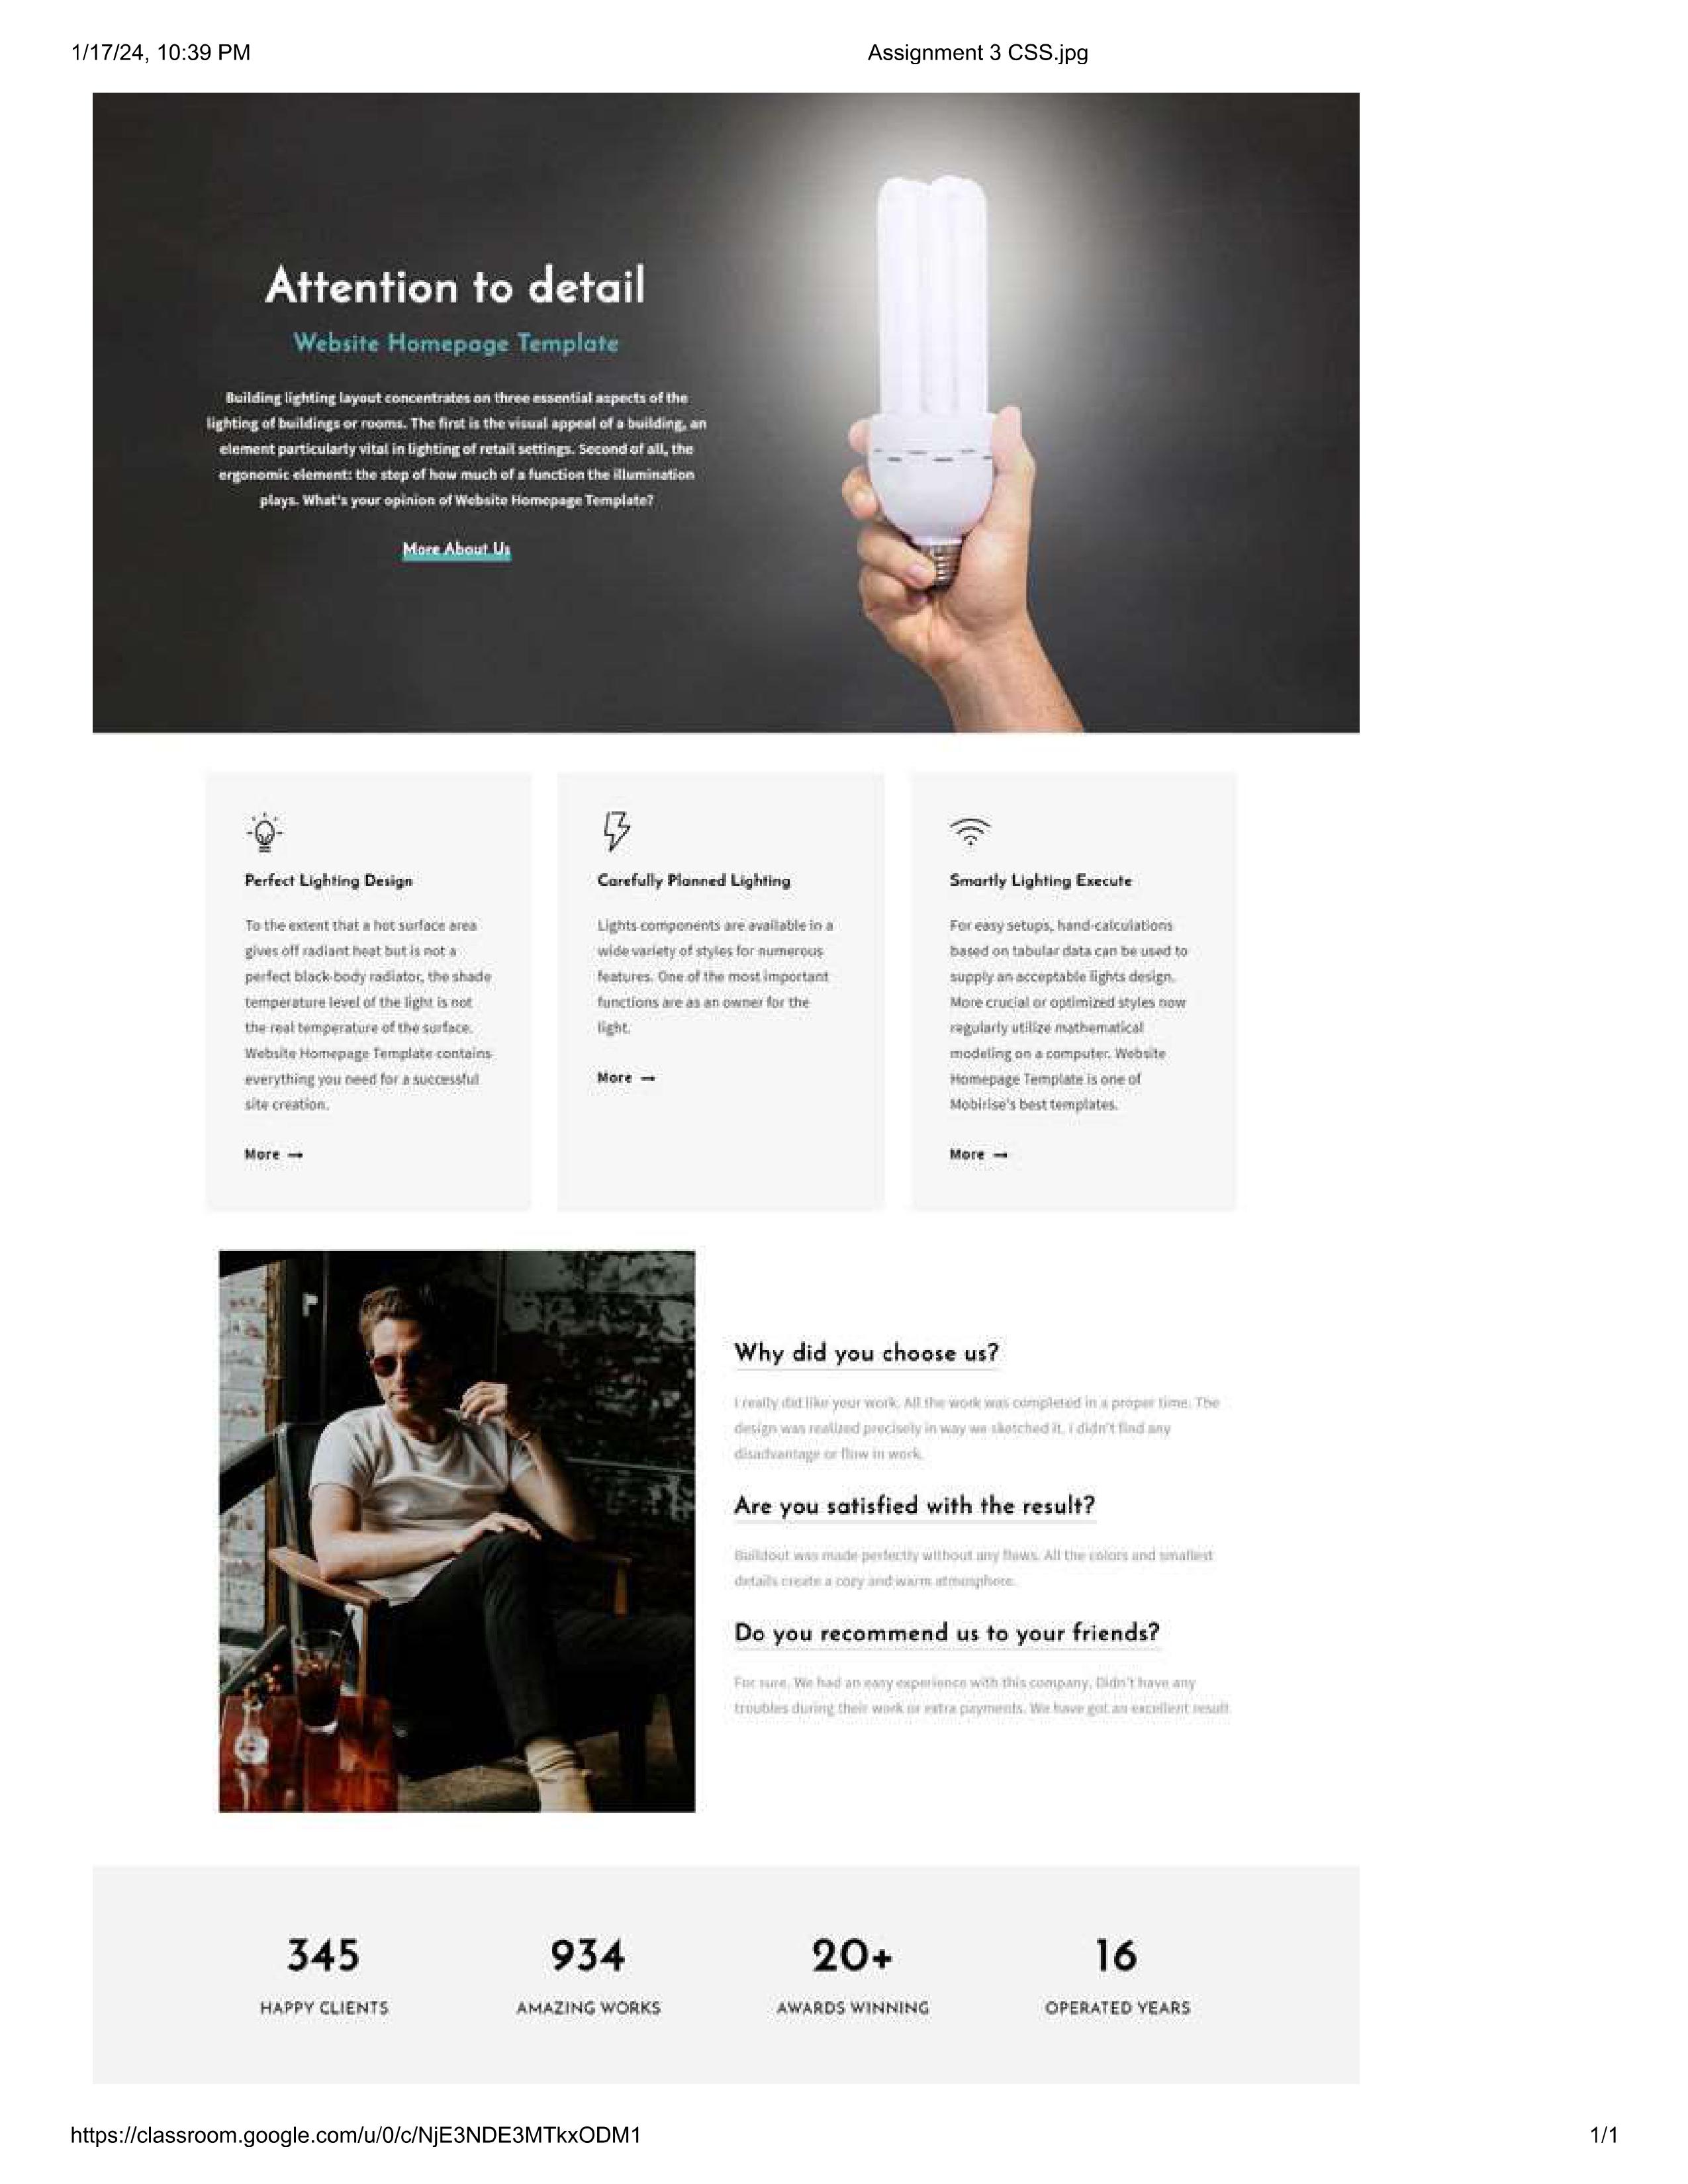 1/17/24, 10:39 PM
Assignment 3 CSS.jpg
Attention to detail
Website Homepage Template
Building lighting layout concentrates on three essential aspects of the
lighting of buildings or rooms. The first is the visual appeal of a building, an
element particularly vital in lighting of retail settings. Second of all, the
ergonomic element: the step of how much of a function the illumination
plays. What's your opinion of Website Homepage Template?
More About Us
Perfect Lighting Design
To the extent that a hot surface area
gives off radiant heat but is not a
perfect black-body radiator, the shade
temperature level of the light is not
the real temperature of the surface.
Website Homepage Template contains
everything you need for a successful
site creation.
More →
Carefully Planned Lighting
Lights components are available in a
wide variety of styles for numerous
features. One of the most important
functions are as an owner for the
light.
More →
Smartly Lighting Execute
For easy setups, hand-calculations
based on tabular data can be used to
supply an acceptable lights design.
More crucial or optimized styles now
regularly utilize mathematical
modeling on a computer. Website
Homepage Template is one of
Mobirise's best templates.
More →
Why did you choose us?
I really did like your work. All the work was completed in a proper time. The
design was realized precisely in way we sketched it. I didn't find any
disadvantage or flaw in work.
Are you satisfied with the result?
Buildout was made perfectly without any flaws. All the colors and smallest
details create a cozy and warm atmosphere.
Do you recommend us to your friends?
For sure. We had an easy experience with this company. Didn't have any
troubles during their work or extra payments. We have got an excellent result
345
HAPPY CLIENTS
934
AMAZING WORKS
20+
AWARDS WINNING
16
OPERATED YEARS
https://classroom.google.com/u/0/c/NjE3NDE3MTkxODM1
1/1